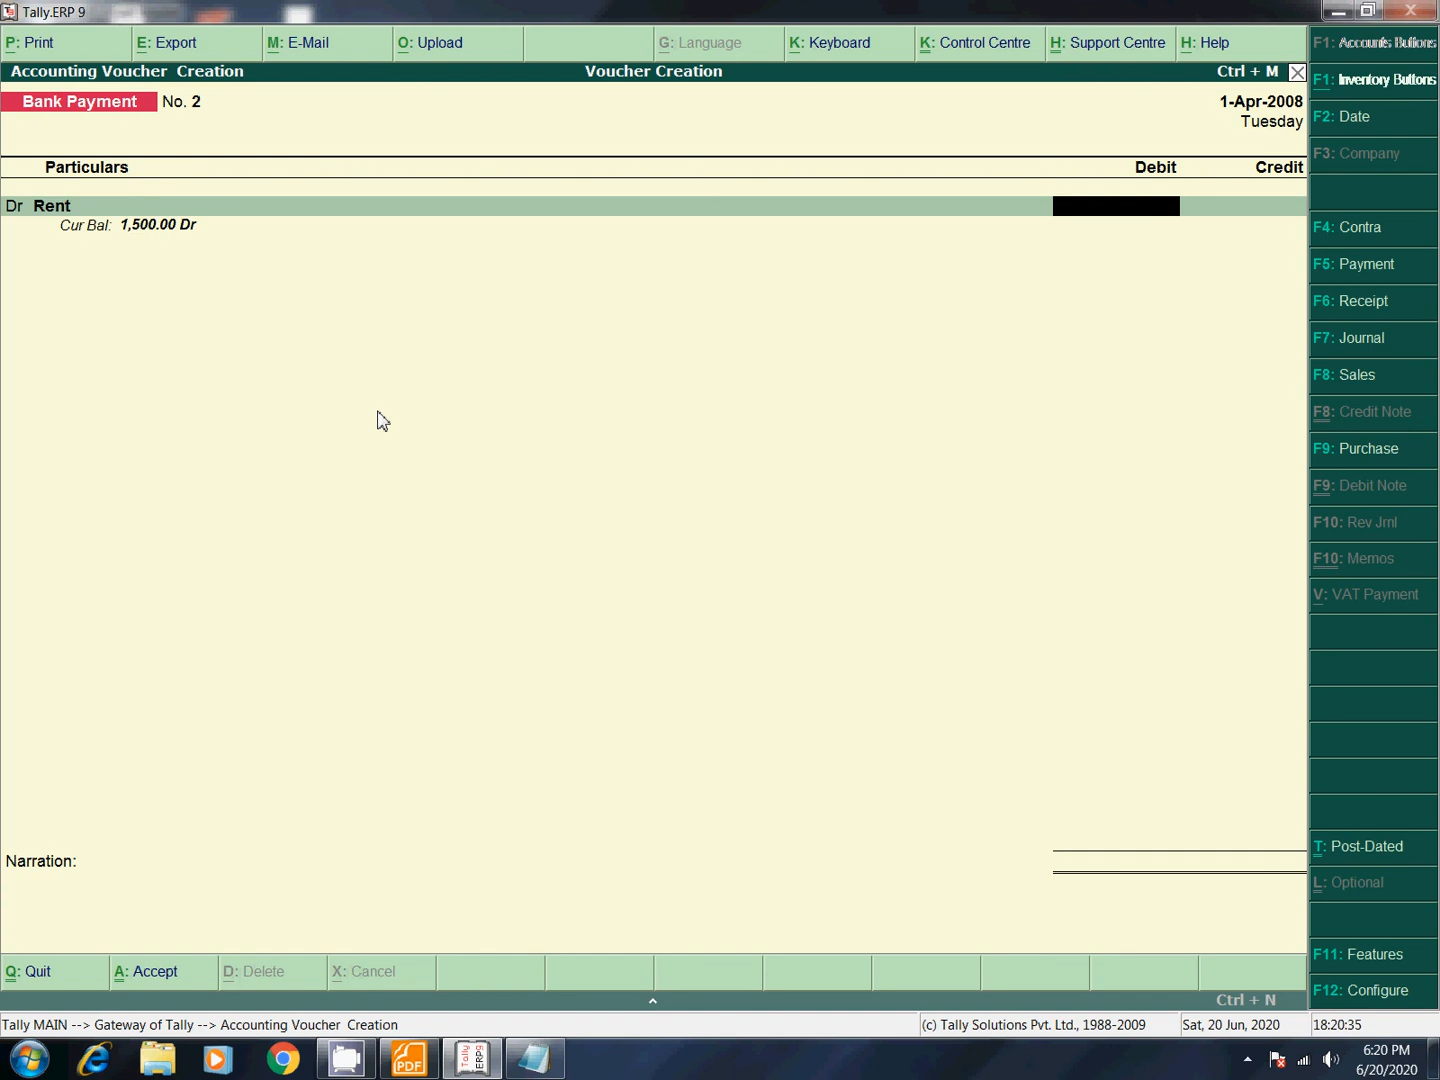 Tally.ERP 9
P: Print E: Export M: E-Mail O: Upload G: Language K: Keyboard K: Control Centre H: Support Centre H: Help
Accounting Voucher Creation Voucher Creation Ctrl + M
Bank Payment No. 2 1-Apr-2008
Tuesday
Particulars Debit Credit
Dr Rent
Cur Bal: 1,500.00 Dr
Narration:
F1: Accounts Buttons
F1: Inventory Buttons
F2: Date
F3: Company
F4: Contra
F5: Payment
F6: Receipt
F7: Journal
F8: Sales
F8: Credit Note
F9: Purchase
F9: Debit Note
F10: Rev Jrnl
F10: Memos
V: VAT Payment
T: Post-Dated
L: Optional
F11: Features
F12: Configure
Q: Quit A: Accept D: Delete X: Cancel
Ctrl + N
Tally MAIN --> Gateway of Tally --> Accounting Voucher Creation (c) Tally Solutions Pvt. Ltd., 1988-2009 Sat, 20 Jun, 2020 18:20:35
PDF Tally ERP9 6:20 PM
6/20/2020